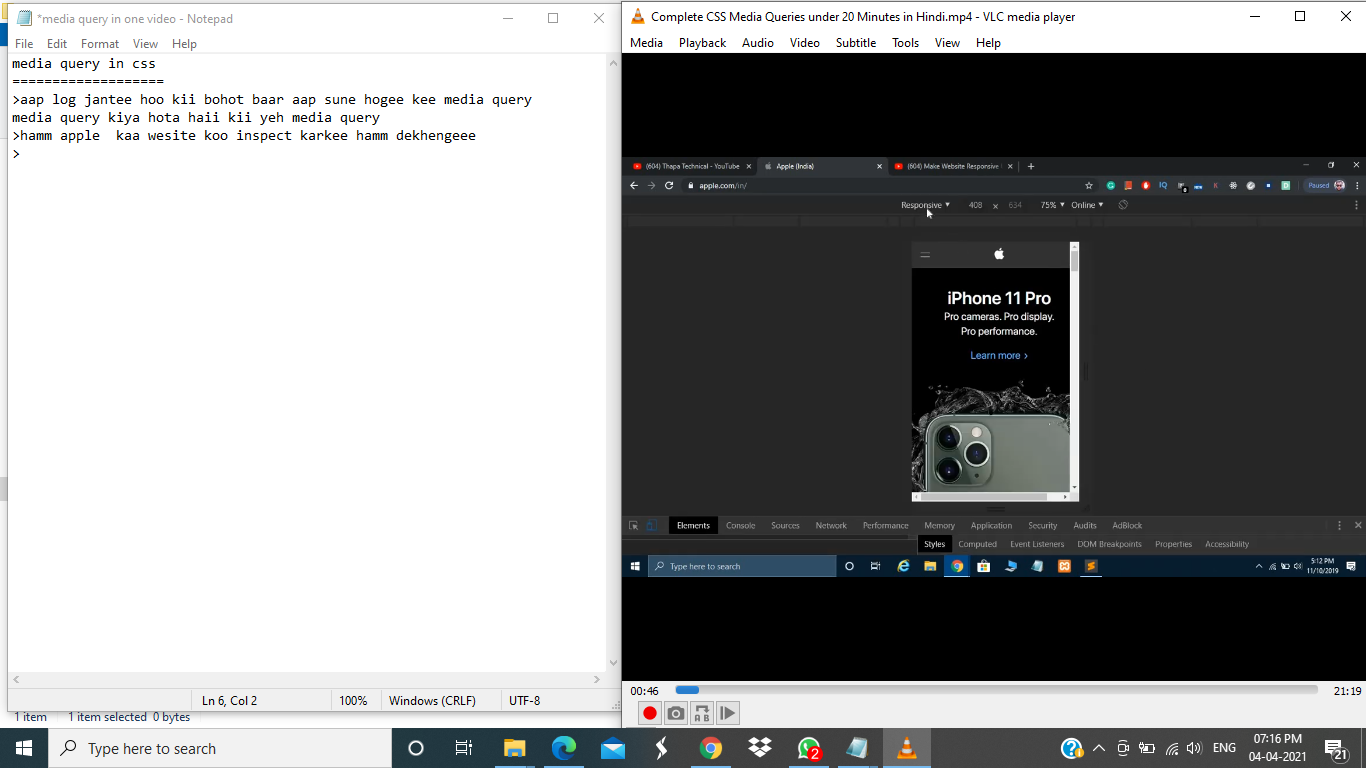 *media query in one video - Notepad
File Edit Format View Help
media query in css
===================
>aap log jantee hoo kii bohot baar aap sune hogee kee media query
media query kiya hota haii kii yeh media query
>hamm apple  kaa wesite koo inspect karkee hamm dekhengeee
>
Ln 6, Col 2 100% Windows (CRLF) UTF-8
1 item 1 item selected 0 bytes
Complete CSS Media Queries under 20 Minutes in Hindi.mp4 - VLC media player
Media Playback Audio Video Subtitle Tools View Help
(604) Thapa Technical - YouTube Apple (India) (604) Make Website Responsive
apple.com/in/ Paused
Responsive 408 x 634 75% Online
iPhone 11 Pro
Pro cameras. Pro display.
Pro performance.
Learn more >
Elements Console Sources Network Performance Memory Application Security Audits AdBlock
Styles Computed Event Listeners DOM Breakpoints Properties Accessibility
Type here to search 5:12 PM
11/10/2019
00:46 21:19
Type here to search 2 ENG 07:16 PM
04-04-2021 21